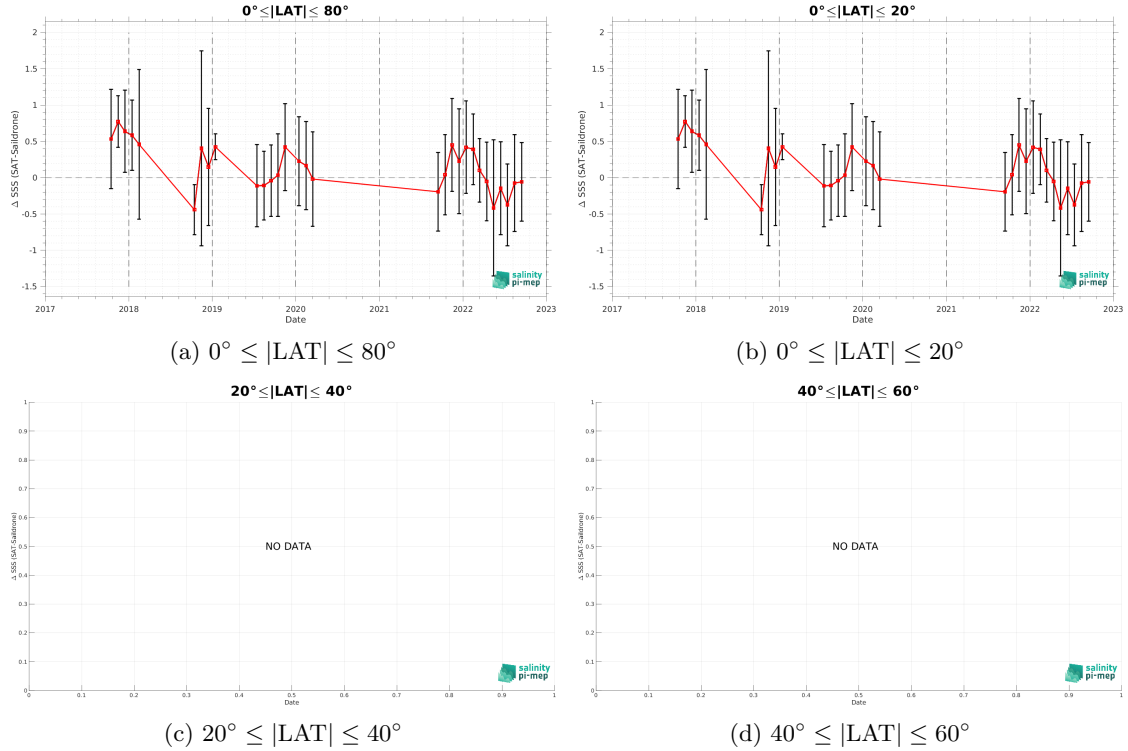 0°≤|LAT|≤ 80°
2
1.5
1
0.5
0
-0.5
-1
-1.5
Δ SSS (SAT-Saildrone)
2017
2018
2019
2020
2021
2022
2023
Date
salinity
pi-mep
(a) 0° ≤ |LAT| ≤ 80°
0°≤|LAT|≤ 20°
2
1.5
1
0.5
0
-0.5
-1
-1.5
Δ SSS (SAT-Saildrone)
2017
2018
2019
2020
2021
2022
2023
Date
salinity
pi-mep
(b) 0° ≤ |LAT| ≤ 20°
20°≤|LAT|≤ 40°
1
0.9
0.8
0.7
0.6
0.5
0.4
0.3
0.2
0.1
0
Δ SSS (SAT-Saildrone)
NO DATA
0
0.1
0.2
0.3
0.4
0.5
0.6
0.7
0.8
0.9
1
Date
salinity
pi-mep
(c) 20° ≤ |LAT| ≤ 40°
40°≤|LAT|≤ 60°
1
0.9
0.8
0.7
0.6
0.5
0.4
0.3
0.2
0.1
0
Δ SSS (SAT-Saildrone)
NO DATA
0
0.1
0.2
0.3
0.4
0.5
0.6
0.7
0.8
0.9
1
Date
salinity
pi-mep
(d) 40° ≤ |LAT| ≤ 60°